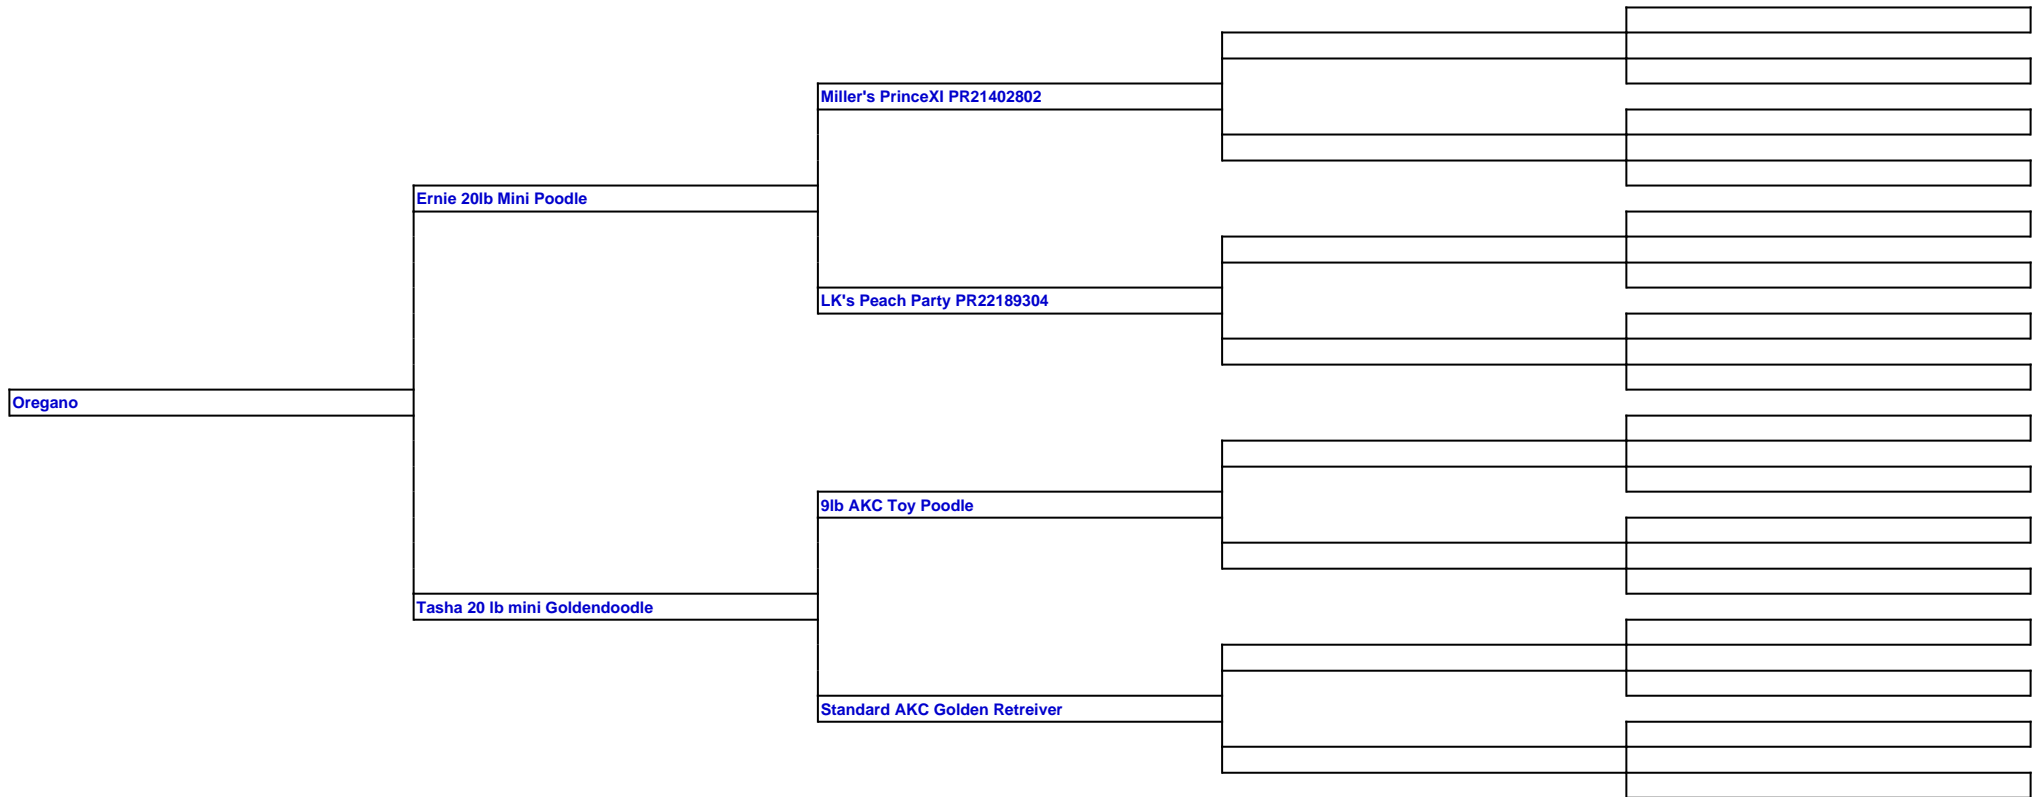 Miller's PrinceXI PR21402802
Ernie 20lb Mini Poodle
LK's Peach Party PR22189304
Oregano
9lb AKC Toy Poodle
Tasha 20 lb mini Goldendoodle
Standard AKC Golden Retreiver